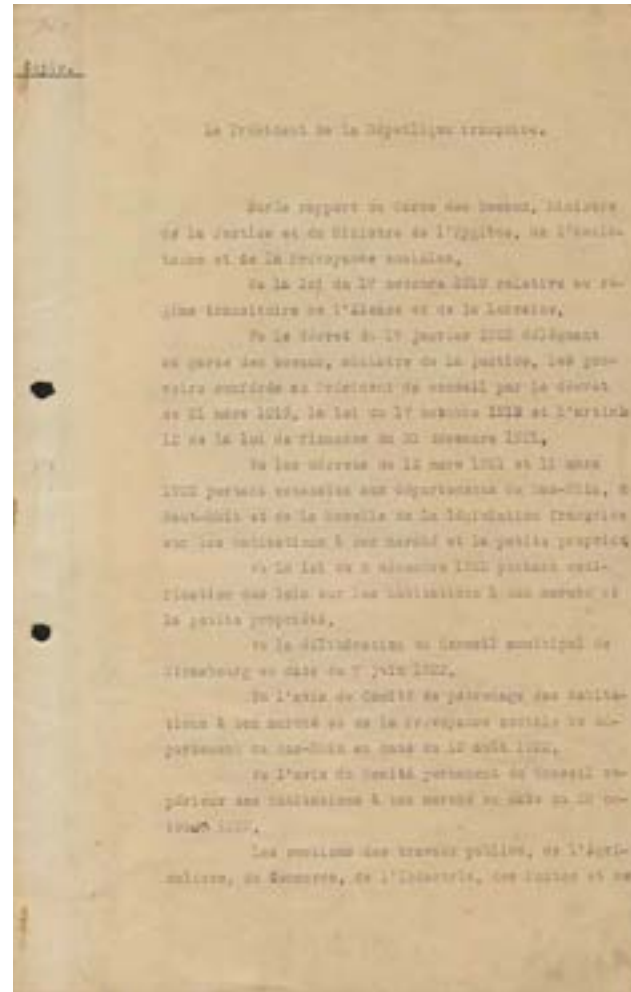 Copie.
Le Président de la République française,
Sur le rapport du Garde des Sceaux, Ministre
de la Justice et du Ministre de l'Hygiène, de l'Assis-
tance et de la Prévoyance sociales,
Vu la loi du 17 octobre 1919 relative au ré-
gime transitoire de l'Alsace et de la Lorraine,
Vu le décret du 19 janvier 1922 déléguant
au garde des sceaux, ministre de la justice, les pou-
voirs conférés au Président du conseil par le décret
du 21 mars 1919, la loi du 17 octobre 1919 et l'article
12 de la loi de finances du 31 décembre 1921,
Vu les décrets du 12 mars 1921 et 11 mars
1922 portant extension aux départements du Bas-Rhin, 
Haut-Rhin et de la Moselle de la législation française
sur les habitations à bon marché et la petite propriété
Vu la loi du 5 décembre 1922 portant codi-
fication des lois sur les habitations à bon marché et
la petite propriété,
Vu la délibération du Conseil municipal de
Strasbourg en date du 7 juin 1922,
Vu l'avis du Comité de patronage des habita-
tions à bon marché et de la Prévoyance sociale du dé-
partement du Bas-Rhin en date du août 1922,
Vu l'avis du Comité permanent du Conseil su-
périeur des habitations à bon marché en date du oc-
tobre 1922,
Les sections des travaux publics, de l'Agri-
culture, du Commerce, de l'Industrie, des Postes et